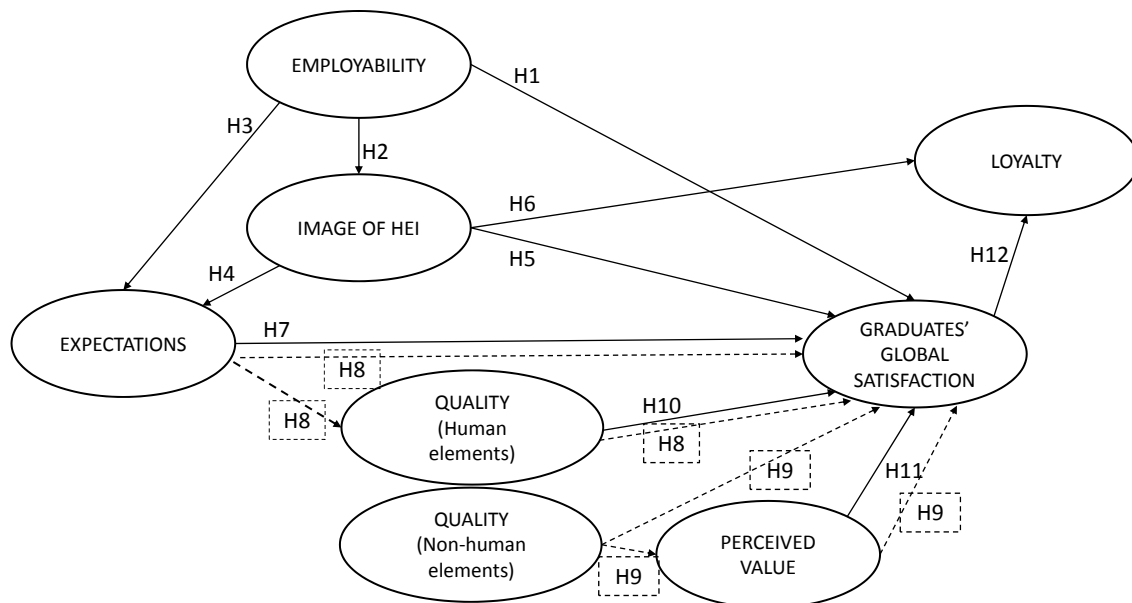 EMPLOYABILITY
H1
H3
H2
LOYALTY
H6
IMAGE OF HEI
H5
H4
H12
H7
EXPECTATIONS
GRADUATES’
GLOBAL
SATISFACTION
H8
QUALITY
(Human
elements)
H10
H8
H8
H9
H11
QUALITY
(Non-human
elements)
H9
H9
PERCEIVED
VALUE